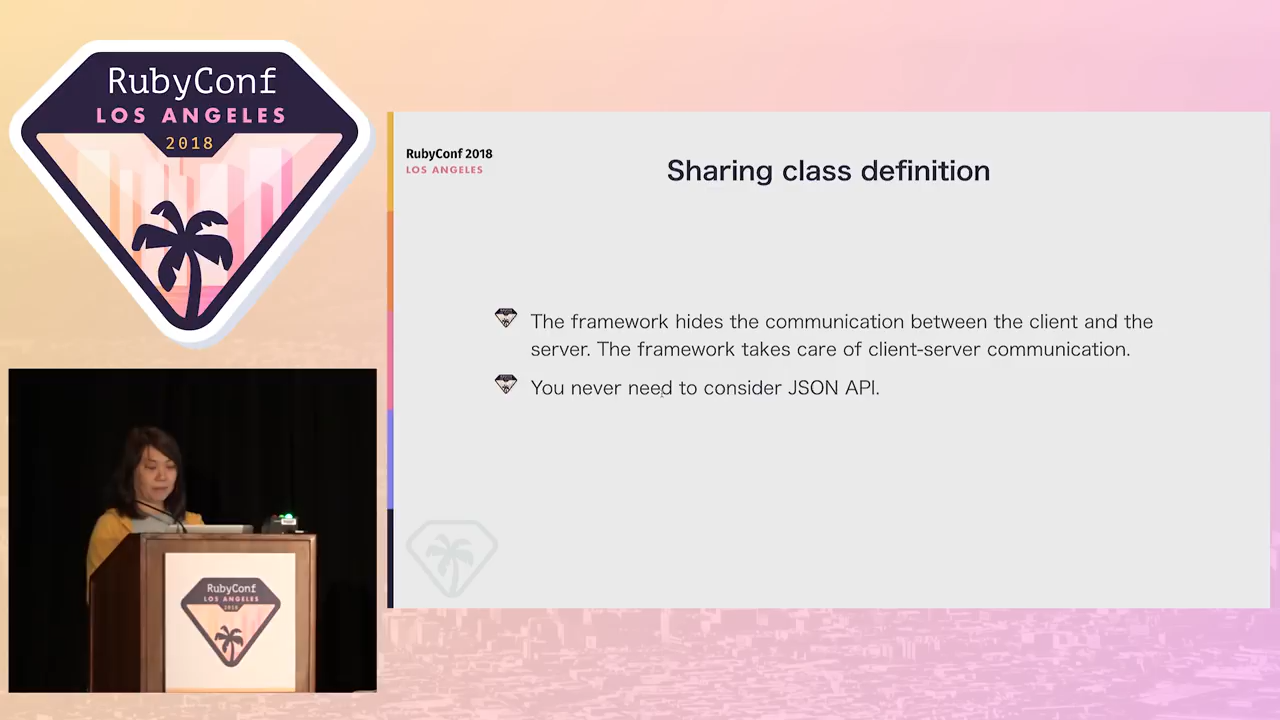 RubyConf
LOS ANGELES
2018
RubyConf 2018
LOS ANGELES
Sharing class definition
The framework hides the communication between the client and the
server. The framework takes care of client-server communication.
You never need to consider JSON API.
RubyConf
LOS ANGELES
2018